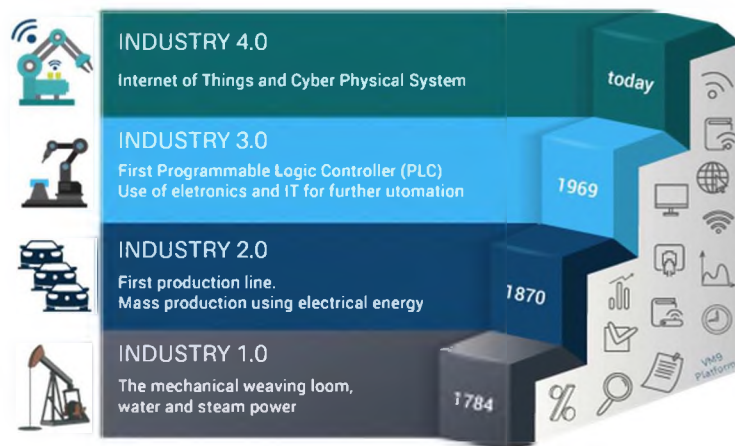 INDUSTRY 4.0
Internet of Things and Cyber Physical System
today
INDUSTRY 3.0
First Programmable Logic Controller (PLC)
Use of eletronics and IT for further utomation
1969
INDUSTRY 2.0
First production line.
Mass production using electrical energy
1870
INDUSTRY 1.0
The mechanical weaving loom,
water and steam power
1784
%
VM9
Platform